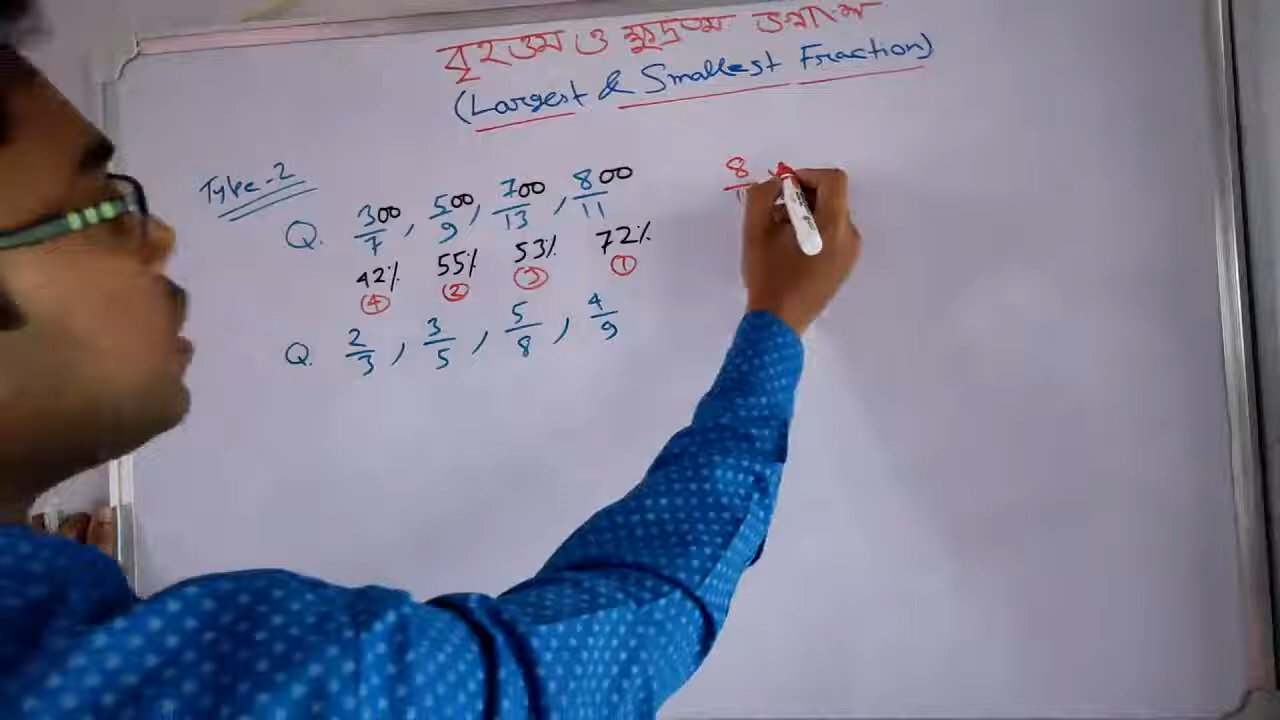 বৃহত্তম ও ক্ষুদ্রতম ভগ্নাংশ
(Largest & Smallest Fraction)
Type-2
Q. 300/7, 500/9, 700/13, 800/11
42% 55% 53% 72%
④ ② ③ ①
Q. 2/3, 3/5, 5/8, 4/9
8